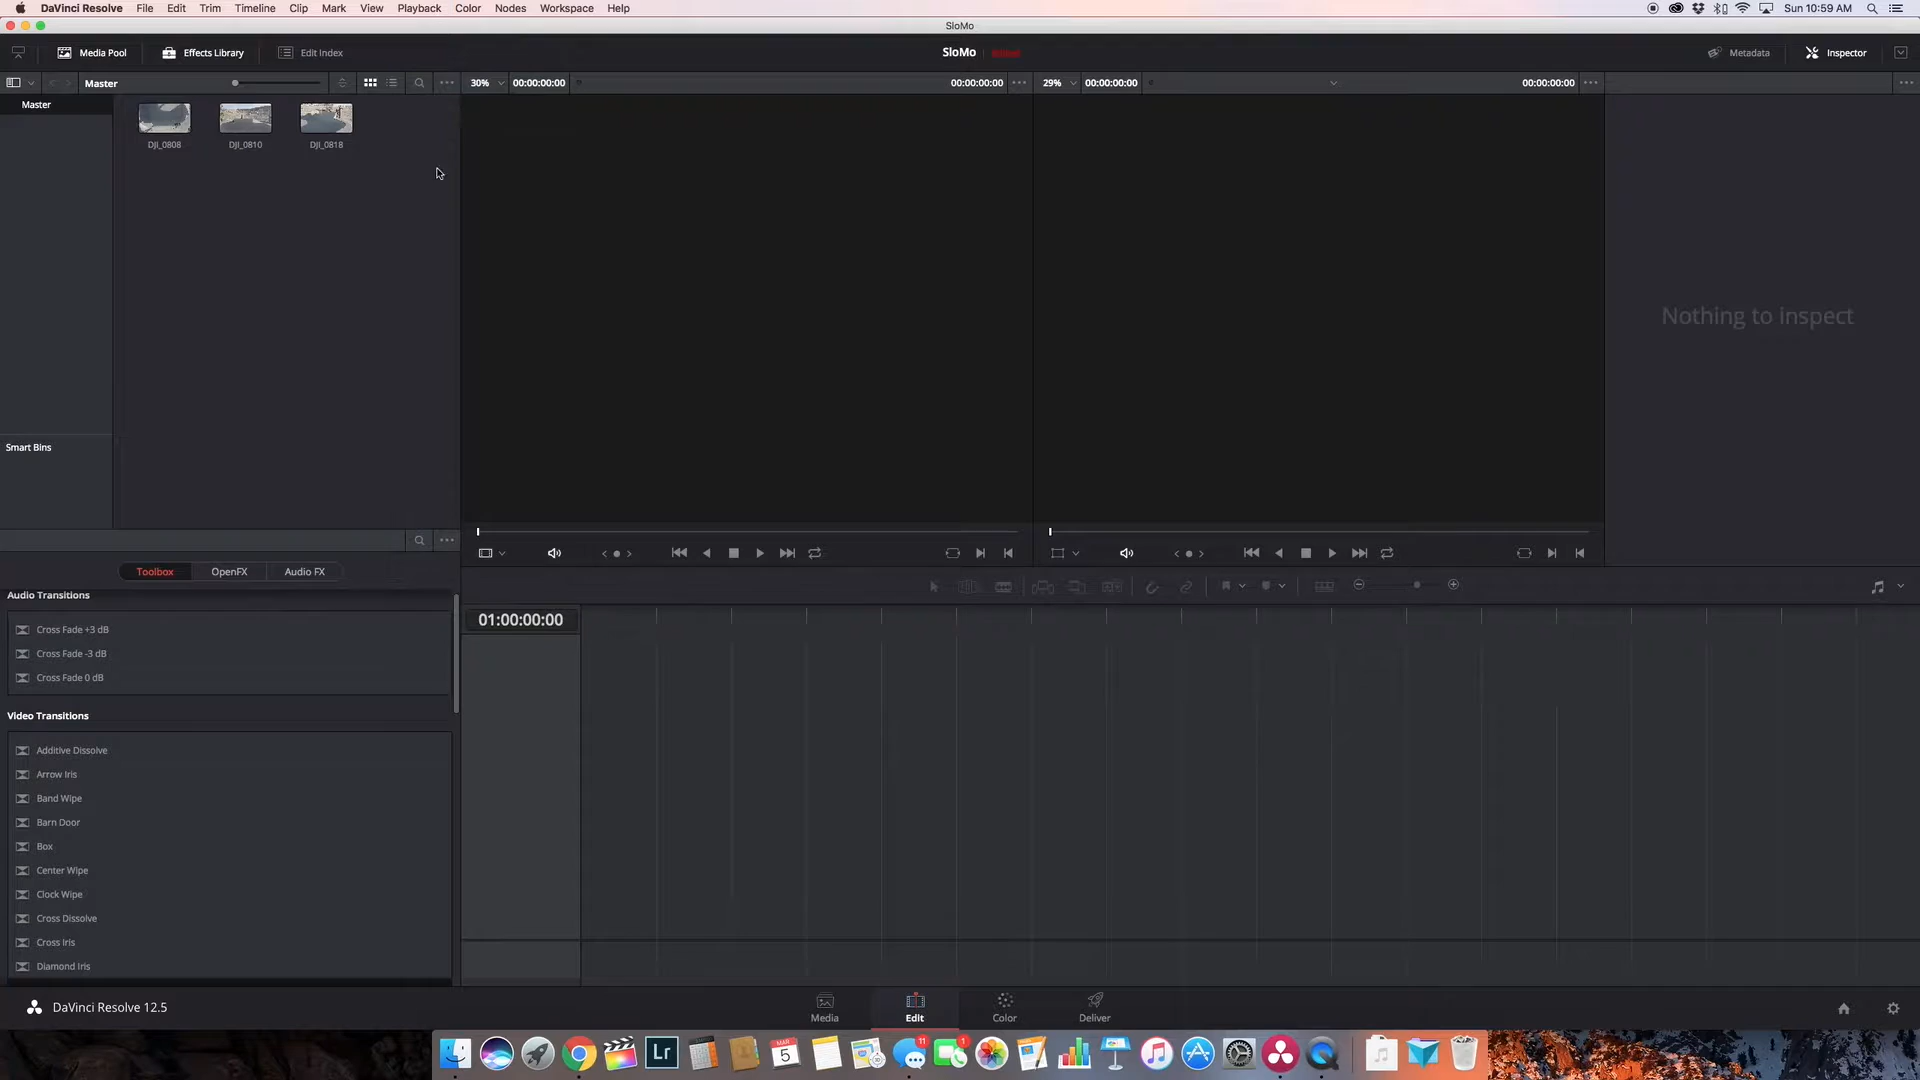 DaVinci Resolve File Edit Trim Timeline Clip Mark View Playback Color Nodes Workspace Help Sun 10:59 AM
SloMo
Media Pool Effects Library Edit Index SloMo Metadata Inspector
Master 30% 00:00:00:00 00:00:00:00 29% 00:00:00:00 00:00:00:00
Master
DJI_0808 DJI_0810 DJI_0818
Nothing to inspect
Smart Bins
Toolbox OpenFX Audio FX
Audio Transitions
01:00:00:00
Cross Fade +3 dB
Cross Fade -3 dB
Cross Fade 0 dB
Video Transitions
Additive Dissolve
Arrow Iris
Band Wipe
Barn Door
Box
Center Wipe
Clock Wipe
Cross Dissolve
Cross Iris
Diamond Iris
DaVinci Resolve 12.5
Media Edit Color Deliver
Lr
MAR
5
11
1